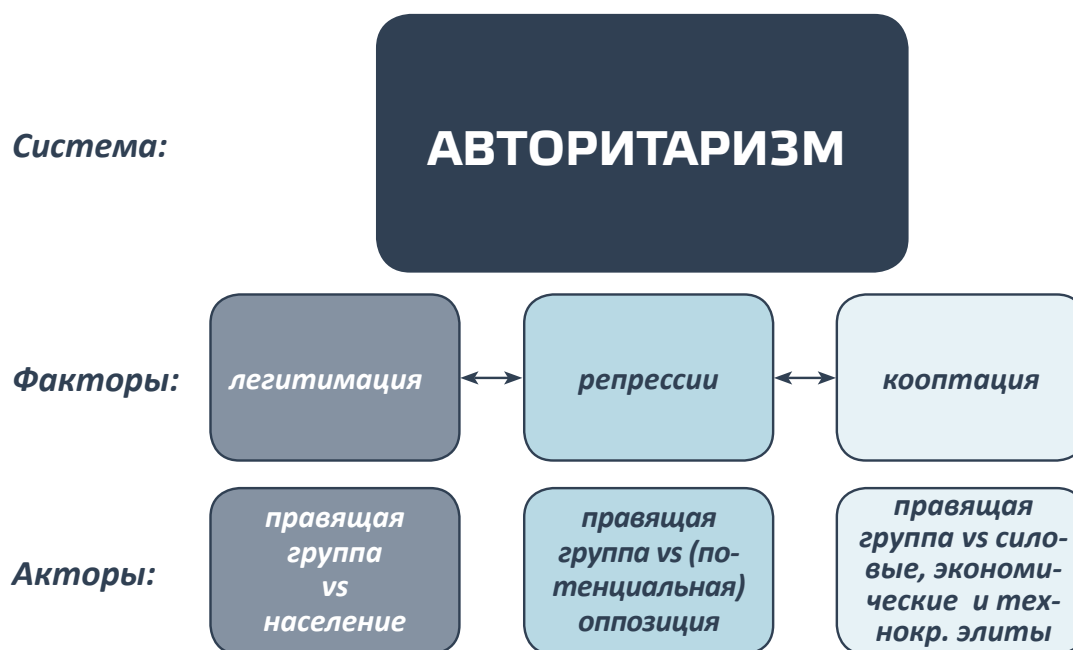 Система:
АВТОРИТАРИЗМ
Факторы:
легитимация
репрессии
кооптация
Акторы:
правящая
группа
vs
население
правящая
группа vs (по-
тенциальная)
оппозиция
правящая
группа vs сило-
вые, экономи-
ческие и тех-
нокр. элиты